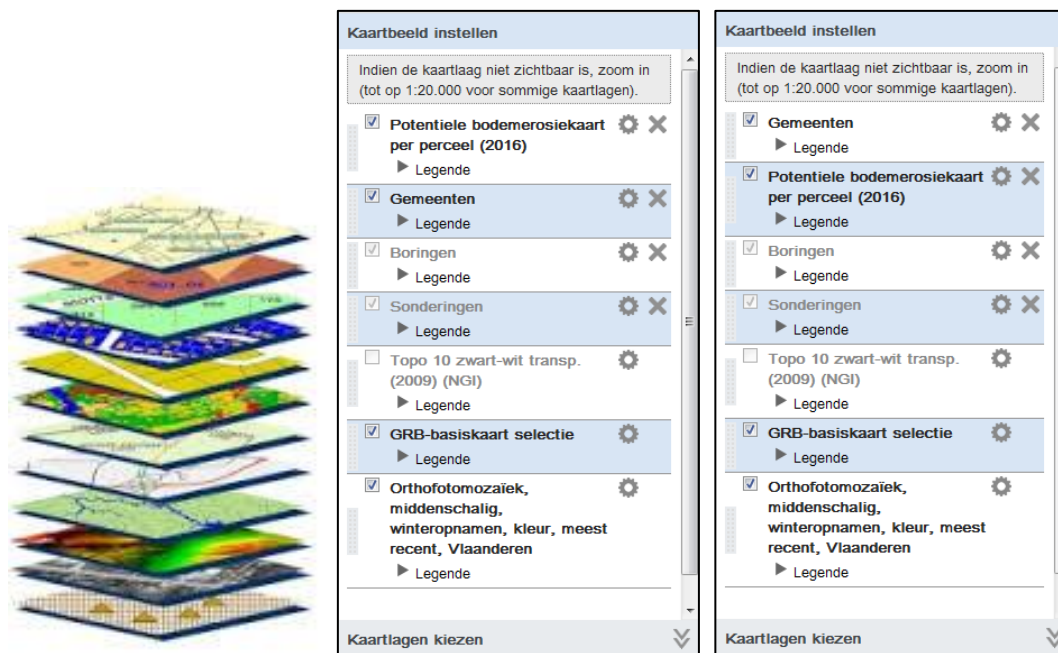 Kaartbeeld instellen
Indien de kaartlaag niet zichtbaar is, zoom in
(tot op 1:20.000 voor sommige kaartlagen).
Potentiele bodemerosiekaart
per perceel (2016)
Legende
Gemeenten
Legende
Boringen
Legende
Sonderingen
Legende
Topo 10 zwart-wit transp.
(2009) (NGI)
Legende
GRB-basiskaart selectie
Legende
Orthofotomozaïek,
middenschalig,
winteropnamen, kleur, meest
recent, Vlaanderen
Legende
Kaartlagen kiezen
Kaartbeeld instellen
Indien de kaartlaag niet zichtbaar is, zoom in
(tot op 1:20.000 voor sommige kaartlagen).
Gemeenten
Legende
Potentiele bodemerosiekaart
per perceel (2016)
Legende
Boringen
Legende
Sonderingen
Legende
Topo 10 zwart-wit transp.
(2009) (NGI)
Legende
GRB-basiskaart selectie
Legende
Orthofotomozaïek,
middenschalig,
winteropnamen, kleur, meest
recent, Vlaanderen
Legende
Kaartlagen kiezen